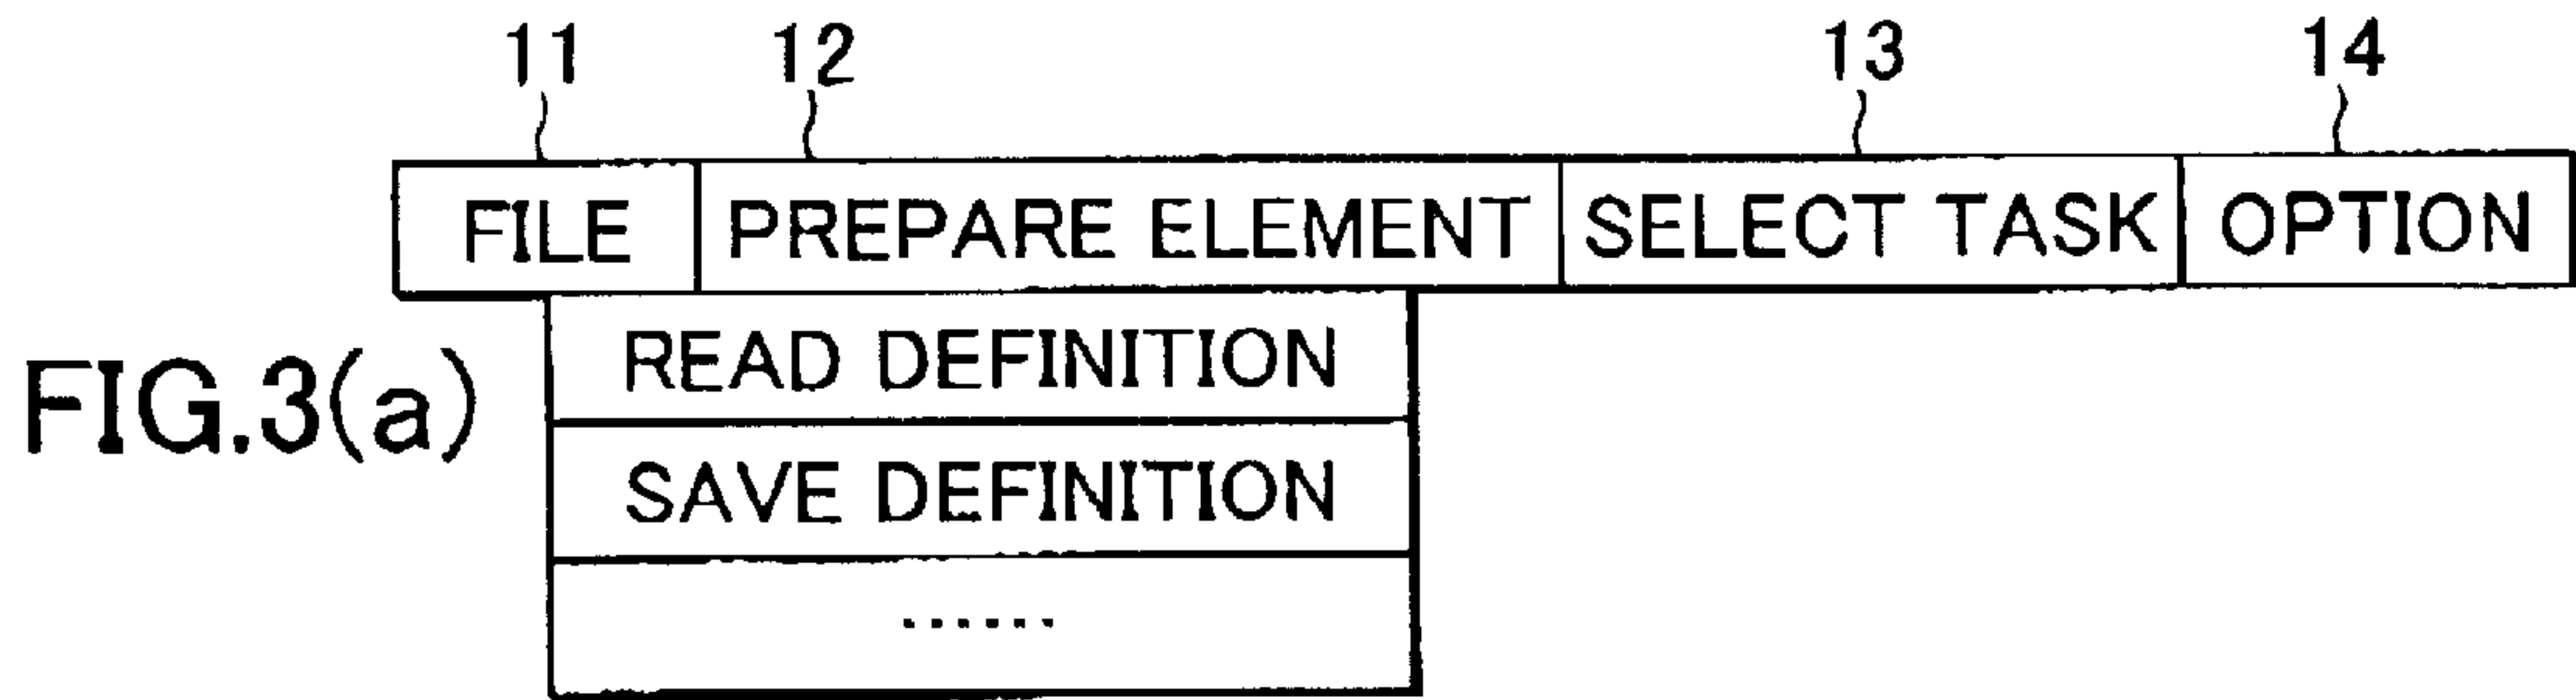 11 12 13 14
FILE PREPARE ELEMENT SELECT TASK OPTION
READ DEFINITION
FIG.3(a)
SAVE DEFINITION
......